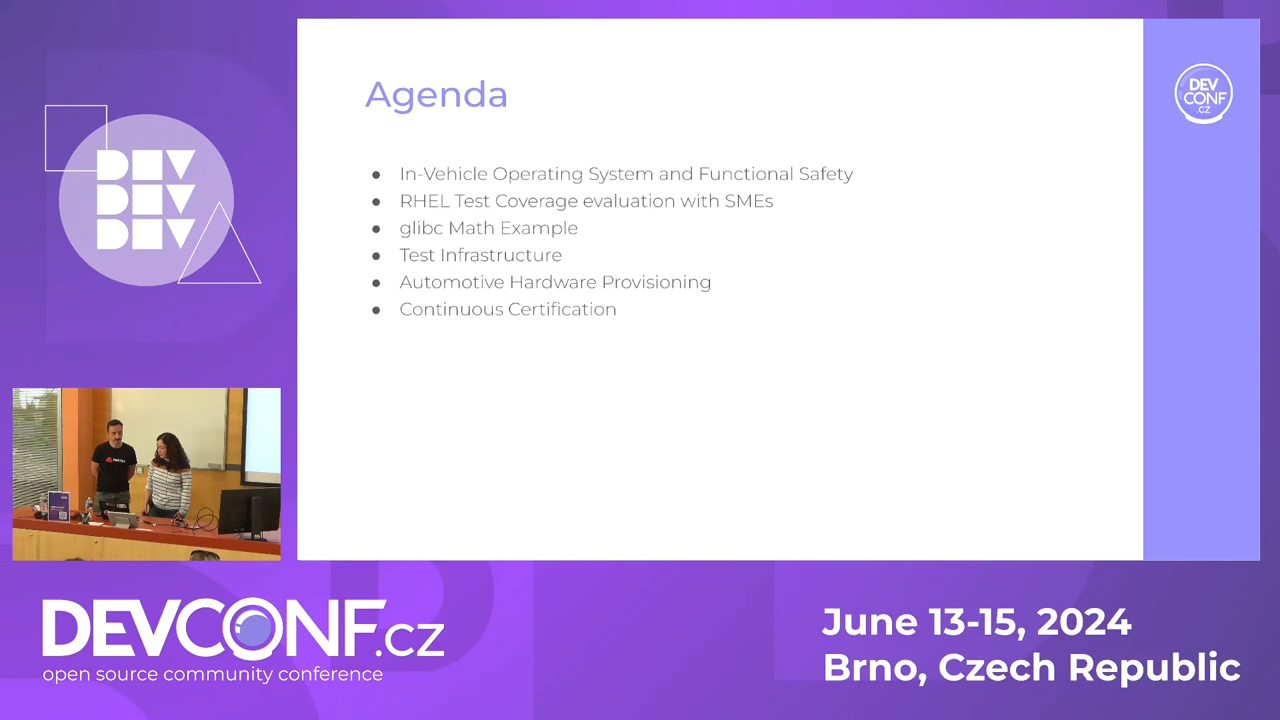 Agenda
DEV
CONF
.CZ
DEV
DEV
DEV
● In-Vehicle Operating System and Functional Safety
● RHEL Test Coverage evaluation with SMEs
● glibc Math Example
● Test Infrastructure
● Automotive Hardware Provisioning
● Continuous Certification
DEVCONF.cz
open source community conference
June 13-15, 2024
Brno, Czech Republic